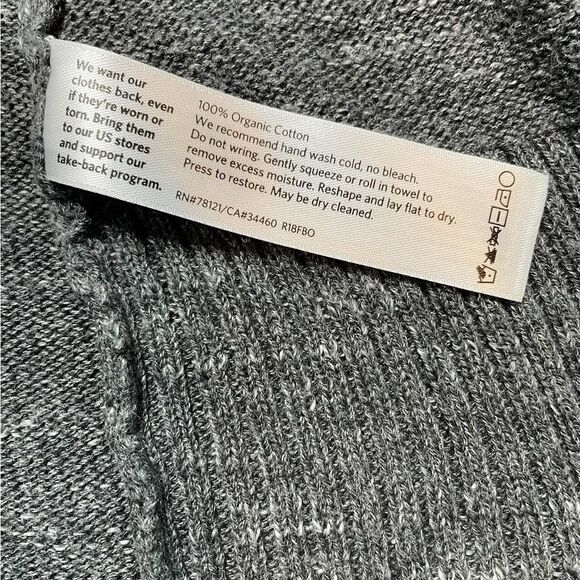 We want our
clothes back, even
if they're worn or
torn. Bring them
to our US stores
and support our
take-back program.
100% Organic Cotton
We recommend hand wash cold, no bleach.
Do not wring. Gently squeeze or roll in towel to
remove excess moisture. Reshape and lay flat to dry.
Press to restore. May be dry cleaned.
RN#78121/CA#34460 R1BFBO